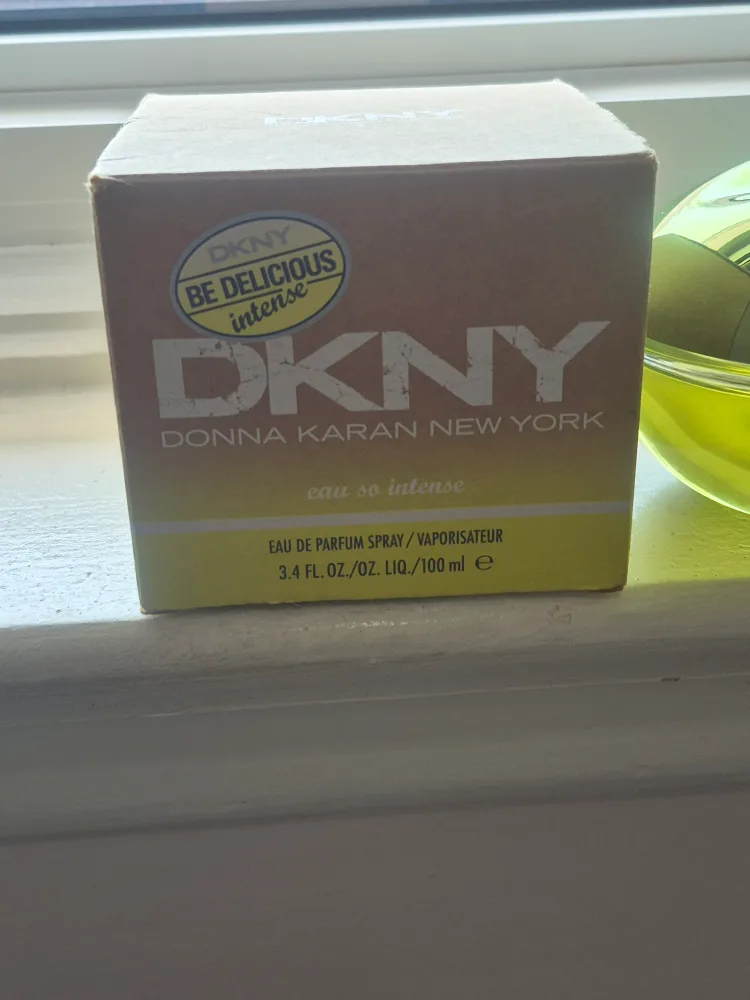 DKNY
DKNY
BE DELICIOUS
intense
DKNY
DONNA KARAN NEW YORK
eau so intense
EAU DE PARFUM SPRAY / VAPORISATEUR
3.4 FL. OZ./OZ. LIQ./100 ml ℮